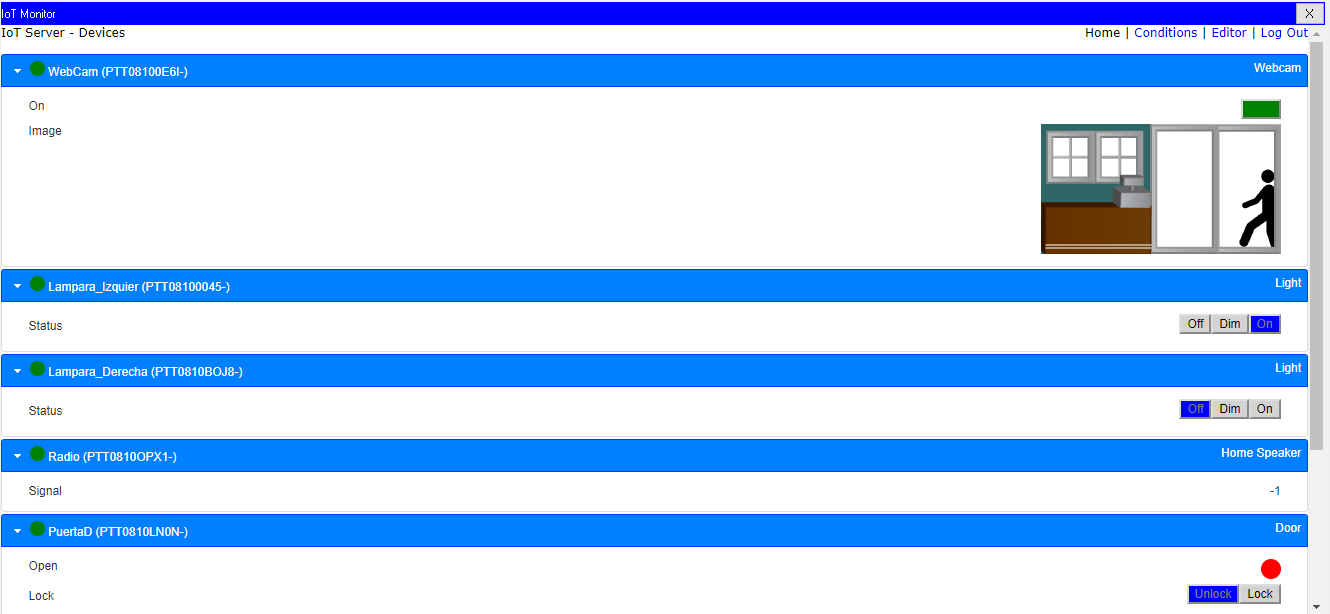 IoT Monitor X
IoT Server - Devices Home | Conditions | Editor | Log Out
WebCam (PTT08100E6I-) Webcam
On
Image
Lampara_Izquier (PTT08100045-) Light
Status Off Dim On
Lampara_Derecha (PTT0810BOJ8-) Light
Status Off Dim On
Radio (PTT0810OPX1-) Home Speaker
Signal -1
PuertaD (PTT0810LN0N-) Door
Open
Lock Unlock Lock